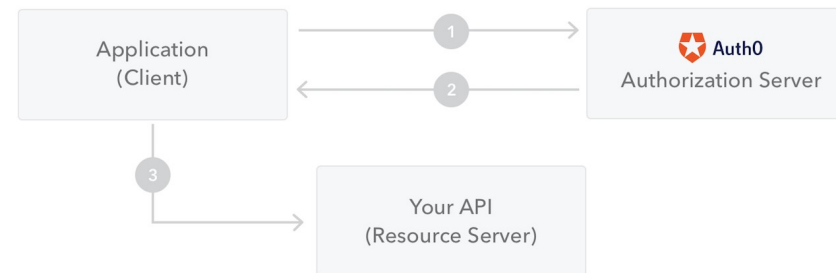 Application
(Client)
1
Auth0
Authorization Server
2
3
Your API
(Resource Server)